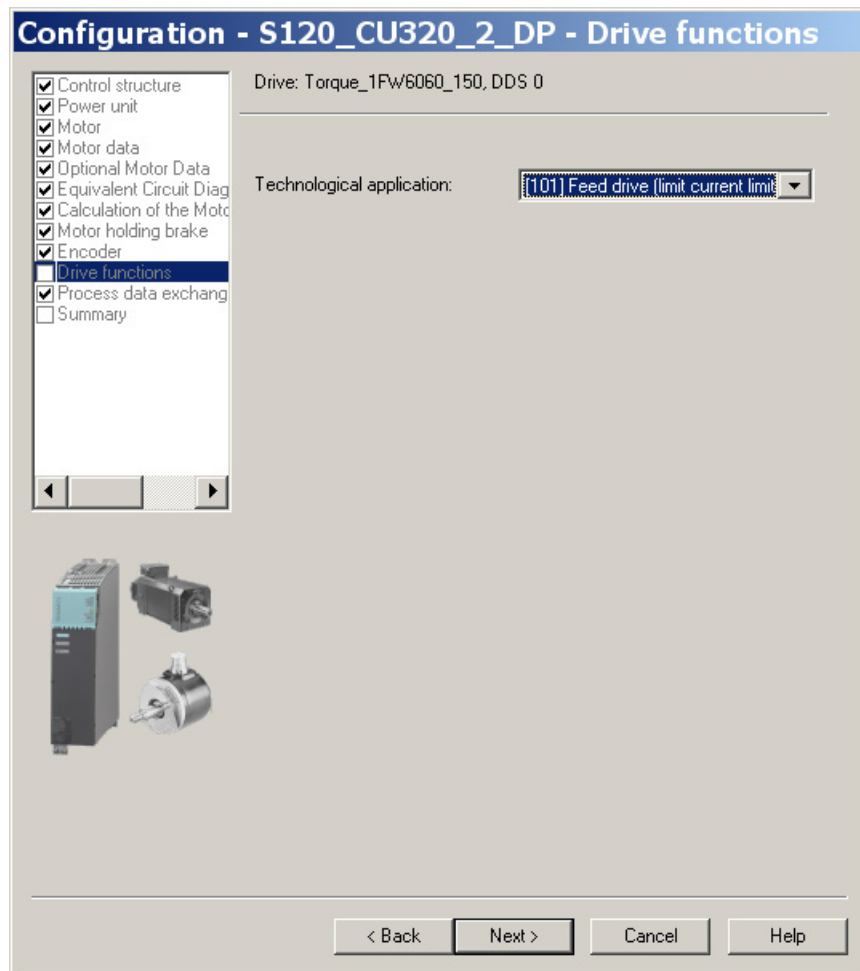 Configuration - S120_CU320_2_DP - Drive functions
Control structure
Power unit
Motor
Motor data
Optional Motor Data
Equivalent Circuit Diag
Calculation of the Moto
Motor holding brake
Encoder
Drive functions
Process data exchang
Summary
Drive: Torque_1FW6060_150, DDS 0
Technological application:
[101] Feed drive (limit current limit
< Back
Next >
Cancel
Help